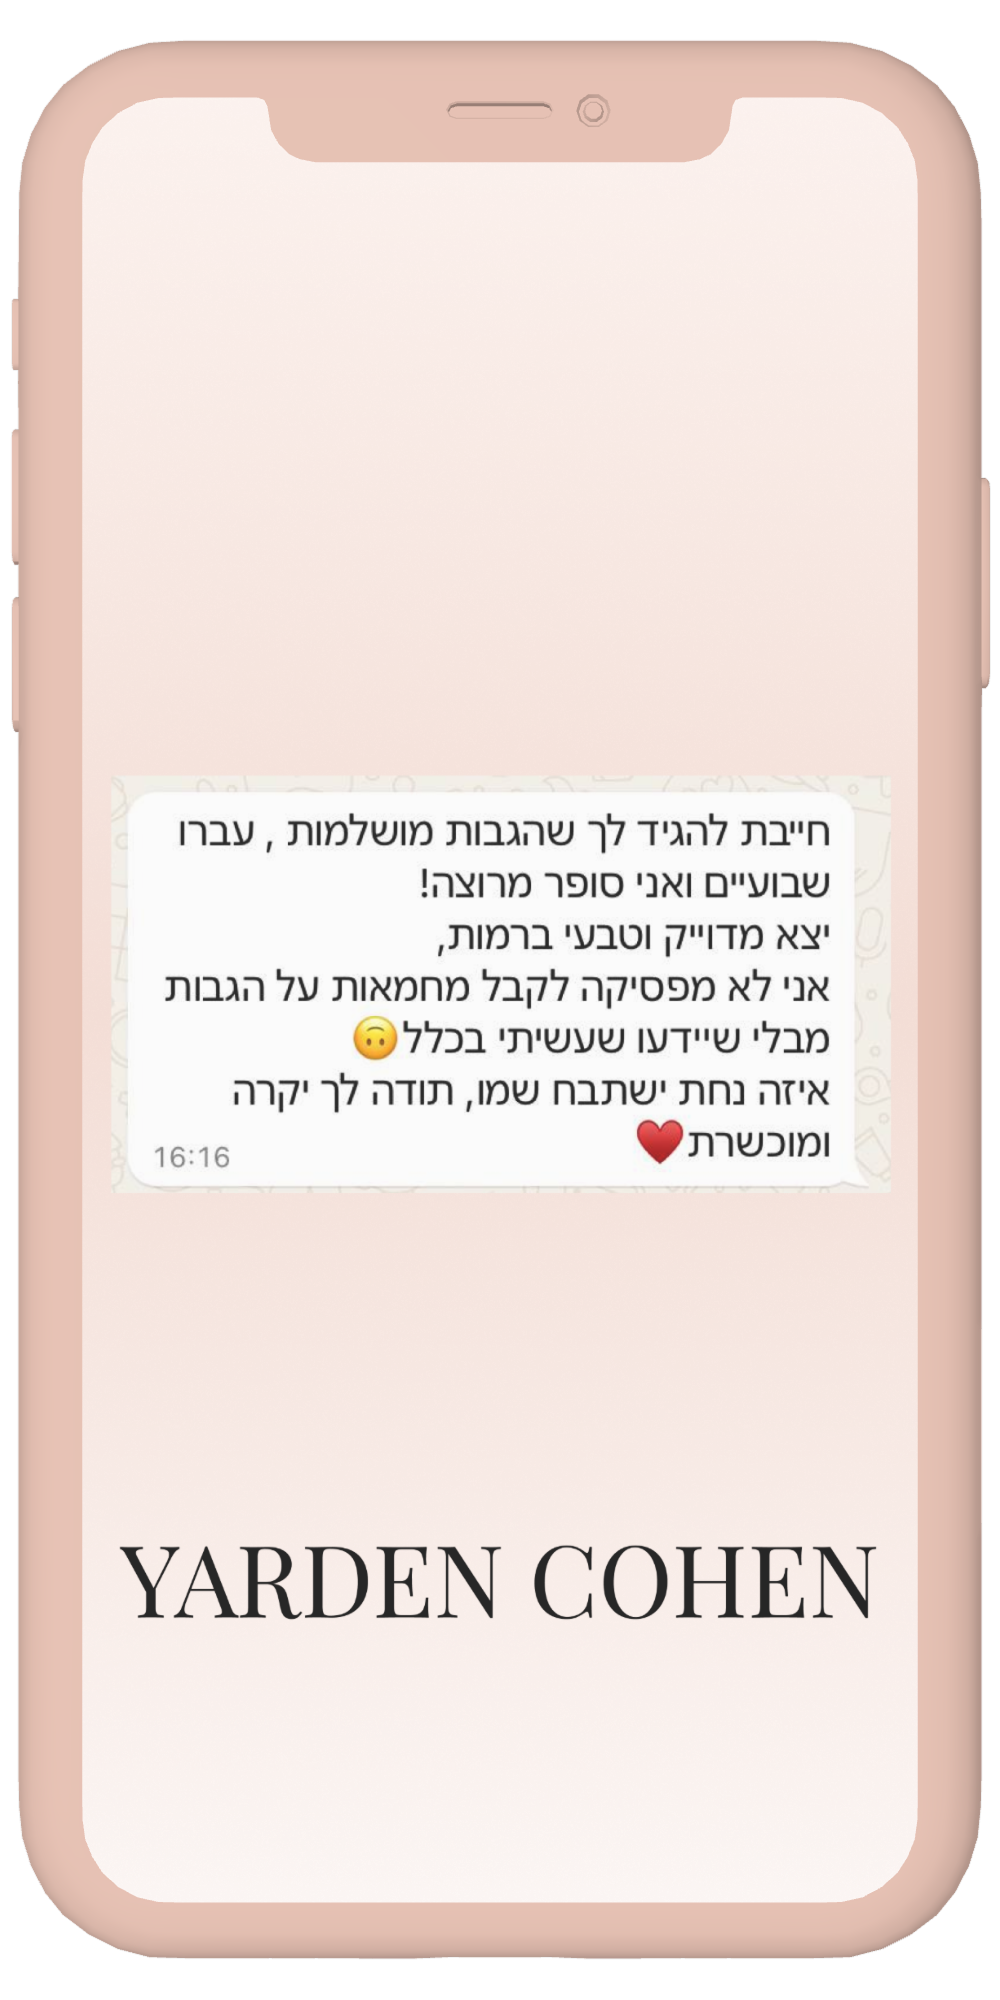 חייבת להגיד לך שהגבות מושלמות , עברו
שבועיים ואני סופר מרוצה!
יצא מדוייק וטבעי ברמות,
אני לא מפסיקה לקבל מחמאות על הגבות
מבלי שיידעו שעשיתי בכלל🙃
איזה נחת ישתבח שמו, תודה לך יקרה
ומוכשרת♥️
16:16
YARDEN COHEN